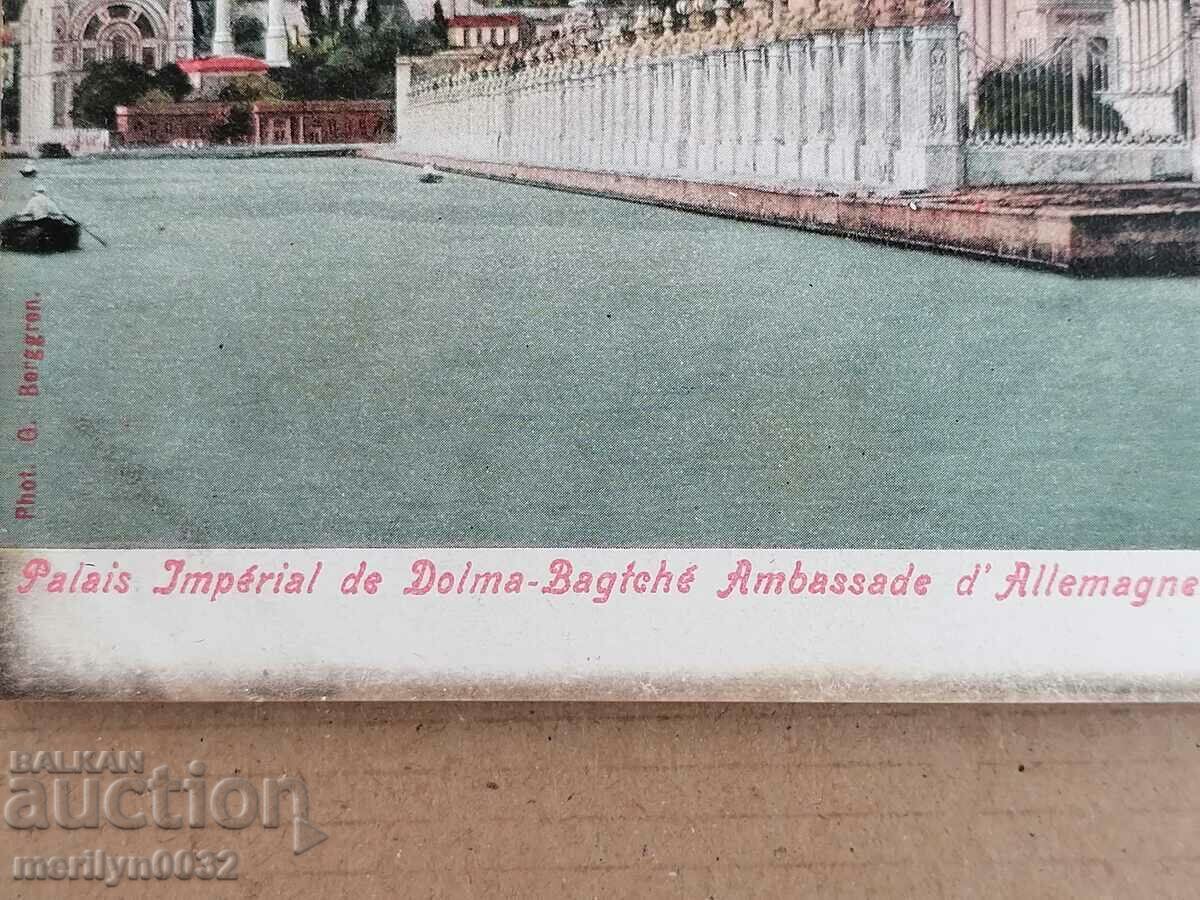 Phot. G. Berggren.
Palais Impérial de Dolma-Bagtché Ambassade d'Allemagne
BALKAN
auction
merilyn0032